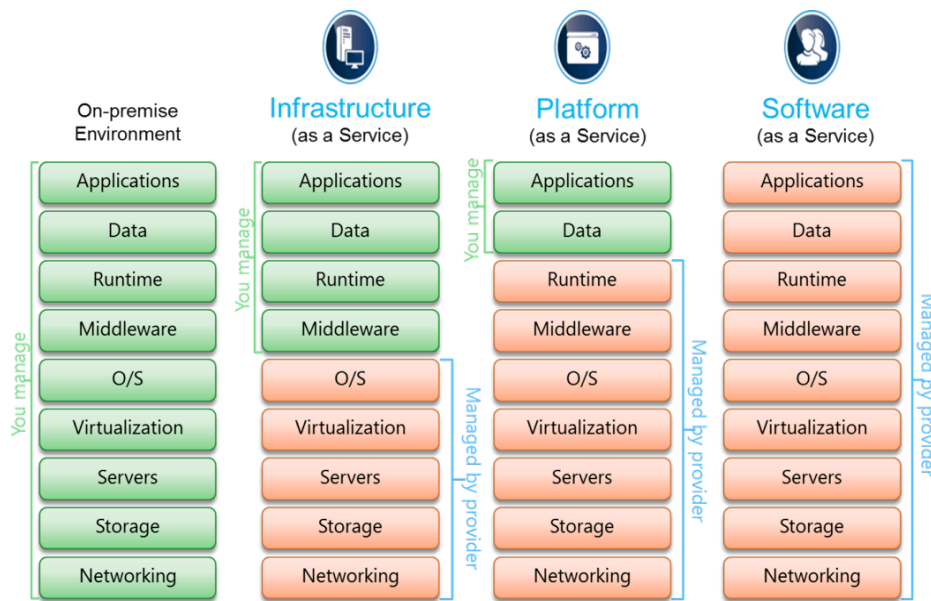 On-premise
Environment
Infrastructure
(as a Service)
Platform
(as a Service)
Software
(as a Service)
You manage
Applications
Data
Runtime
Middleware
O/S
Virtualization
Servers
Storage
Networking
You manage
Applications
Data
Runtime
Middleware
O/S
Virtualization
Servers
Storage
Networking
Managed by provider
You manage
Applications
Data
Runtime
Middleware
O/S
Virtualization
Servers
Storage
Networking
Managed by provider
Applications
Data
Runtime
Middleware
O/S
Virtualization
Servers
Storage
Networking
Managed by provider